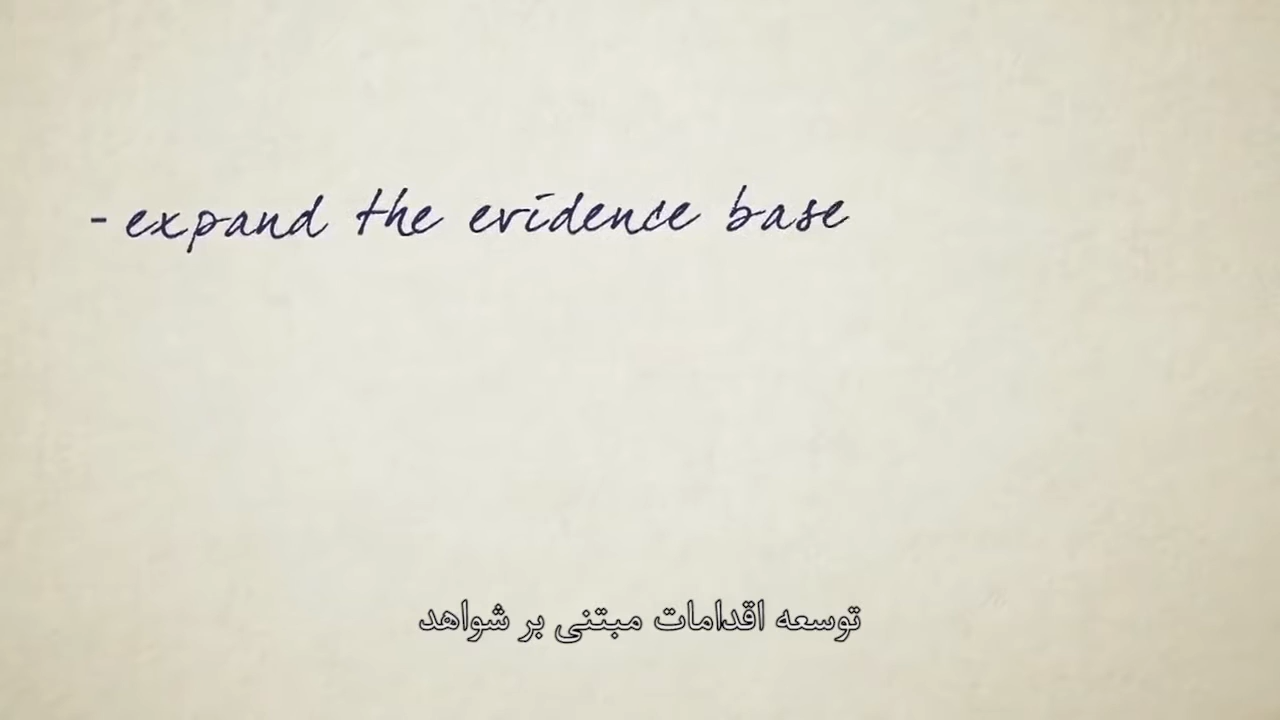 - expand the evidence base
توسعه اقدامات مبتنی بر شواهد